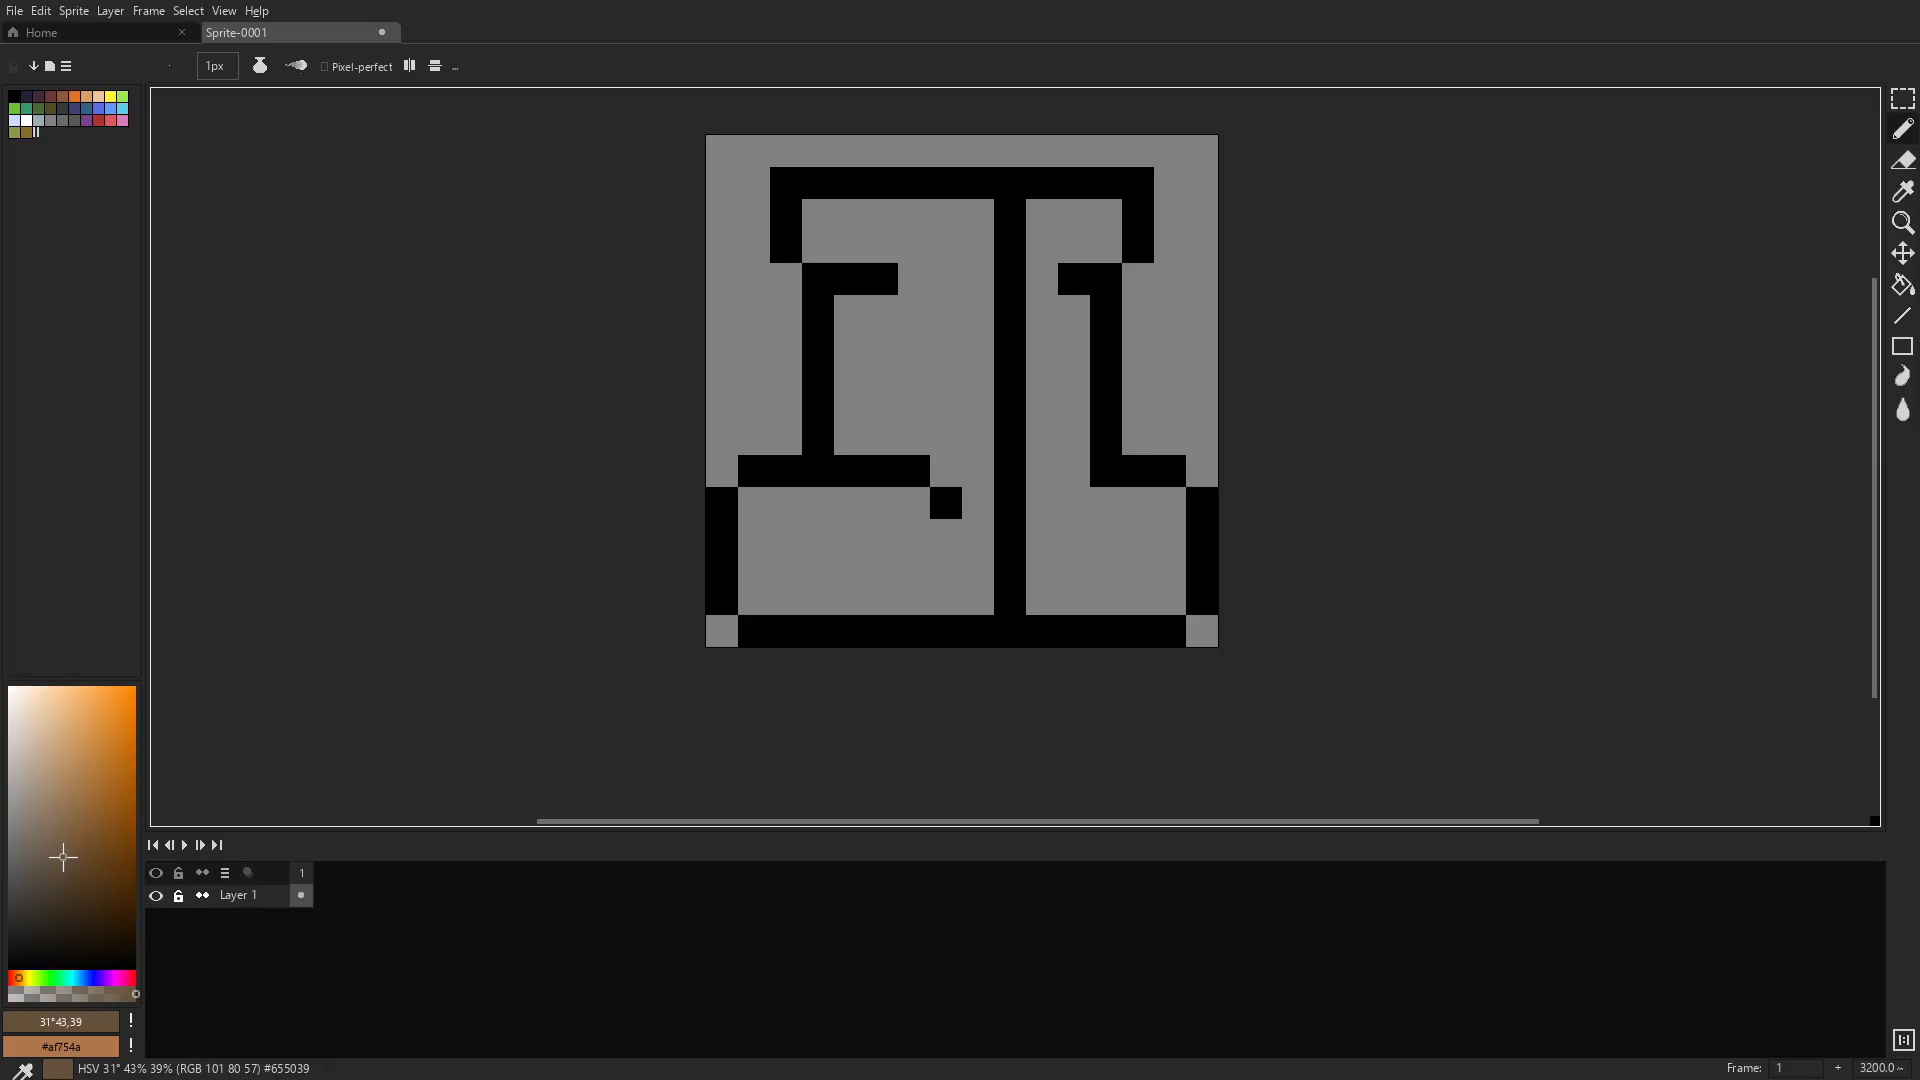 File Edit Sprite Layer Frame Select View Help
Home
Sprite-0001
1px
Pixel-perfect
...
1
Layer 1
31°43,39 !
#af754a !
HSV 31° 43% 39% (RGB 101 80 57) #655039
Frame: 1 + 3200.0